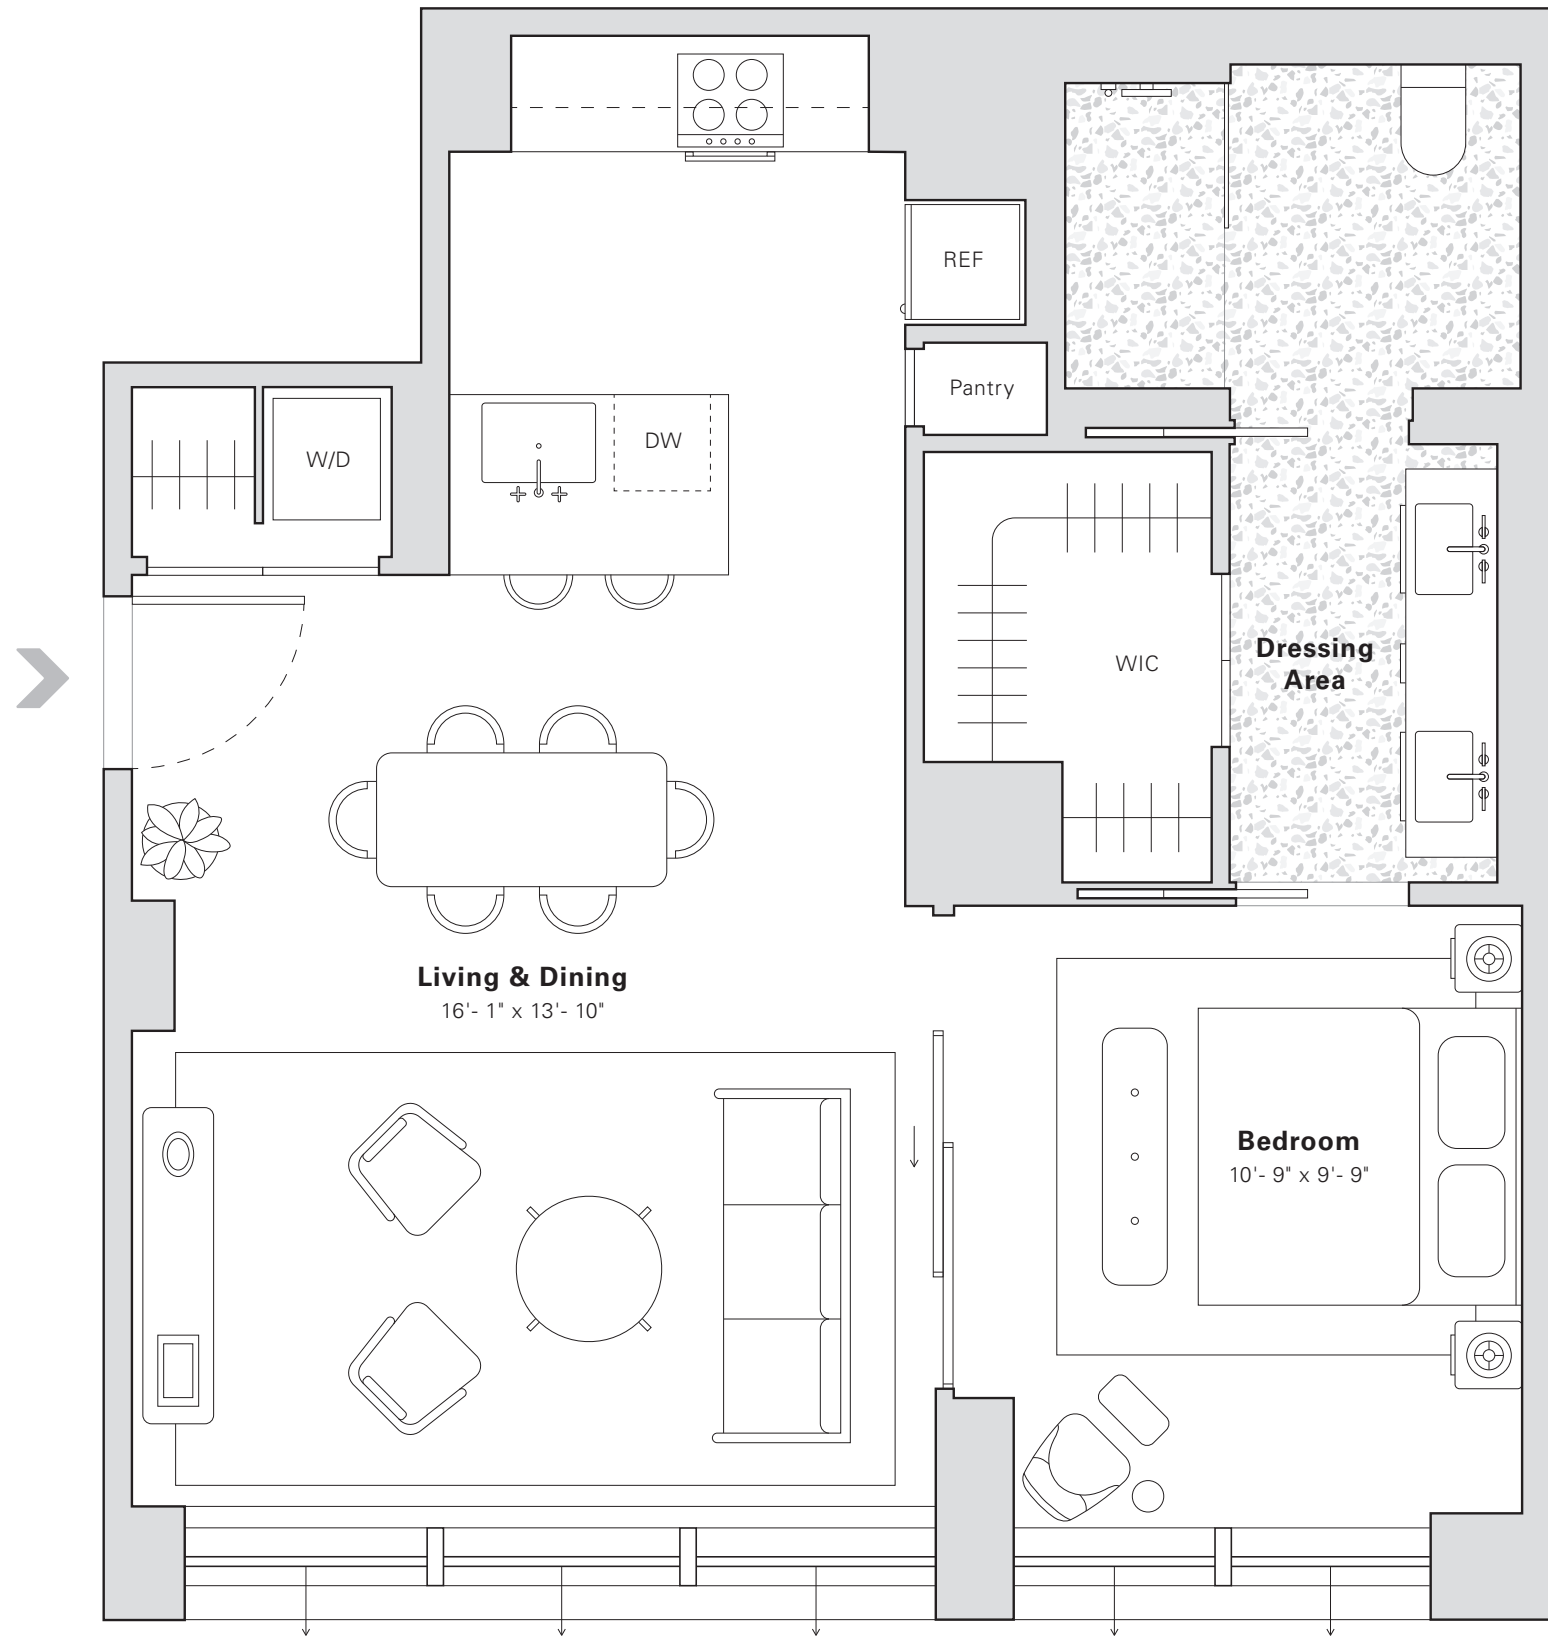 REF
Pantry
W/D
DW
WIC
Dressing
Area
Living & Dining
16'- 1" x 13'- 10"
Bedroom
10'- 9" x 9'- 9"